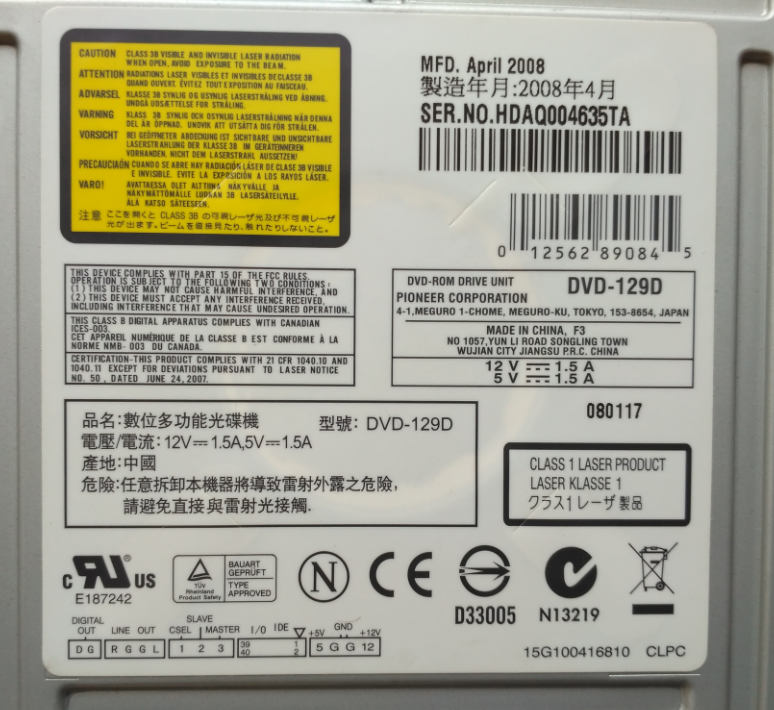 CAUTION CLASS 3B VISIBLE AND INVISIBLE LASER RADIATION
WHEN OPEN, AVOID EXPOSURE TO THE BEAM.
ATTENTION RADIATIONS LASER VISIBLES ET INVISIBLES DE CLASSE 3B
QUAND OUVERT. ÉVITEZ TOUT EXPOSITION AU FAISCEAU.
ADVARSEL KLASSE 3B SYNLIG OG USYNLIG LASERSTRÅLING VED ÅBNING.
UNDGÅ UDSÆTTELSE FOR STRÅLING.
VARNING KLASS 3B SYNLIG OCH OSYNLIG LASERSTRÅLNING NÄR DENNA
DEL ÄR ÖPPNAD. UNDVIK ATT UTSÄTTA DIG FÖR STRÅLEN.
VORSICHT BEI GEÖFFNETER ABDECKUNG IST SICHTBARE UND UNSICHTBARE
LASERSTRAHLUNG DER KLASSE 3B IM GERÄTEINNEREN
VORHANDEN. NICHT DEM LASERSTRAHL AUSSETZEN!
PRECAUCIÓN CUANDO SE ABRE HAY RADIACIÓN LÁSER DE CLASE 3B VISIBLE
E INVISIBLE. EVITE LA EXPOSICIÓN A LOS RAYOS LÁSER.
VARO! AVATTAESSA OLET ALTTIINA NÄKYVÄLLE JA
NÄKYMÄTTÖMÄLLE LUOKAN 3B LASERSÄTEILYLLE.
ÄLÄ KATSO SÄTEESEEN.
注意 ここを開くと CLASS 3B の可視レーザ光及び不可視レーザ
光が出ます。ビームを直接見たり、触れたりしないこと。
MFD. April 2008
製造年月:2008年4月
SER.NO.HDAQ004635TA
0 12562 89084 5
THIS DEVICE COMPLIES WITH PART 15 OF THE FCC RULES.
OPERATION IS SUBJECT TO THE FOLLOWING TWO CONDITIONS:
(1) THIS DEVICE MAY NOT CAUSE HARMFUL INTERFERENCE, AND
(2) THIS DEVICE MUST ACCEPT ANY INTERFERENCE RECEIVED,
INCLUDING INTERFERENCE THAT MAY CAUSE UNDESIRED OPERATION.
THIS CLASS B DIGITAL APPARATUS COMPLIES WITH CANADIAN
ICES-003.
CET APPAREIL NUMÉRIQUE DE LA CLASSE B EST CONFORME À LA
NORME NMB- 003 DU CANADA.
CERTIFICATION-THIS PRODUCT COMPLIES WITH 21 CFR 1040.10 AND
1040.11 EXCEPT FOR DEVIATIONS PURSUANT TO LASER NOTICE
NO. 50 , DATED JUNE 24, 2007.
DVD-ROM DRIVE UNIT DVD-129D
PIONEER CORPORATION
4-1,MEGURO 1-CHOME, MEGURO-KU, TOKYO, 153-8654, JAPAN
MADE IN CHINA, F3
NO 1057,YUN LI ROAD SONGLING TOWN
WUJIAN CITY JIANGSU P.R.C. CHINA
12 V ⎓ 1.5 A
5 V ⎓ 1.5 A
080117
品名:數位多功能光碟機 型號: DVD-129D
電壓/電流:12V⎓1.5A,5V⎓1.5A
產地:中國
危險:任意拆卸本機器將導致雷射外露之危險,
請避免直接與雷射光接觸.
CLASS 1 LASER PRODUCT
LASER KLASSE 1
クラス1レーザ製品
c RU ® US
E187242
TÜV
Rheinland
Product Safety
BAUART
GEPRÜFT
TYPE
APPROVED
N
CE
D33005
N13219
DIGITAL OUT LINE OUT SLAVE CSEL MASTER I/O IDE +5V GND +12V
D G R G G L 1 2 3 39 40 1 2 5 G G 12
15G100416810 CLPC